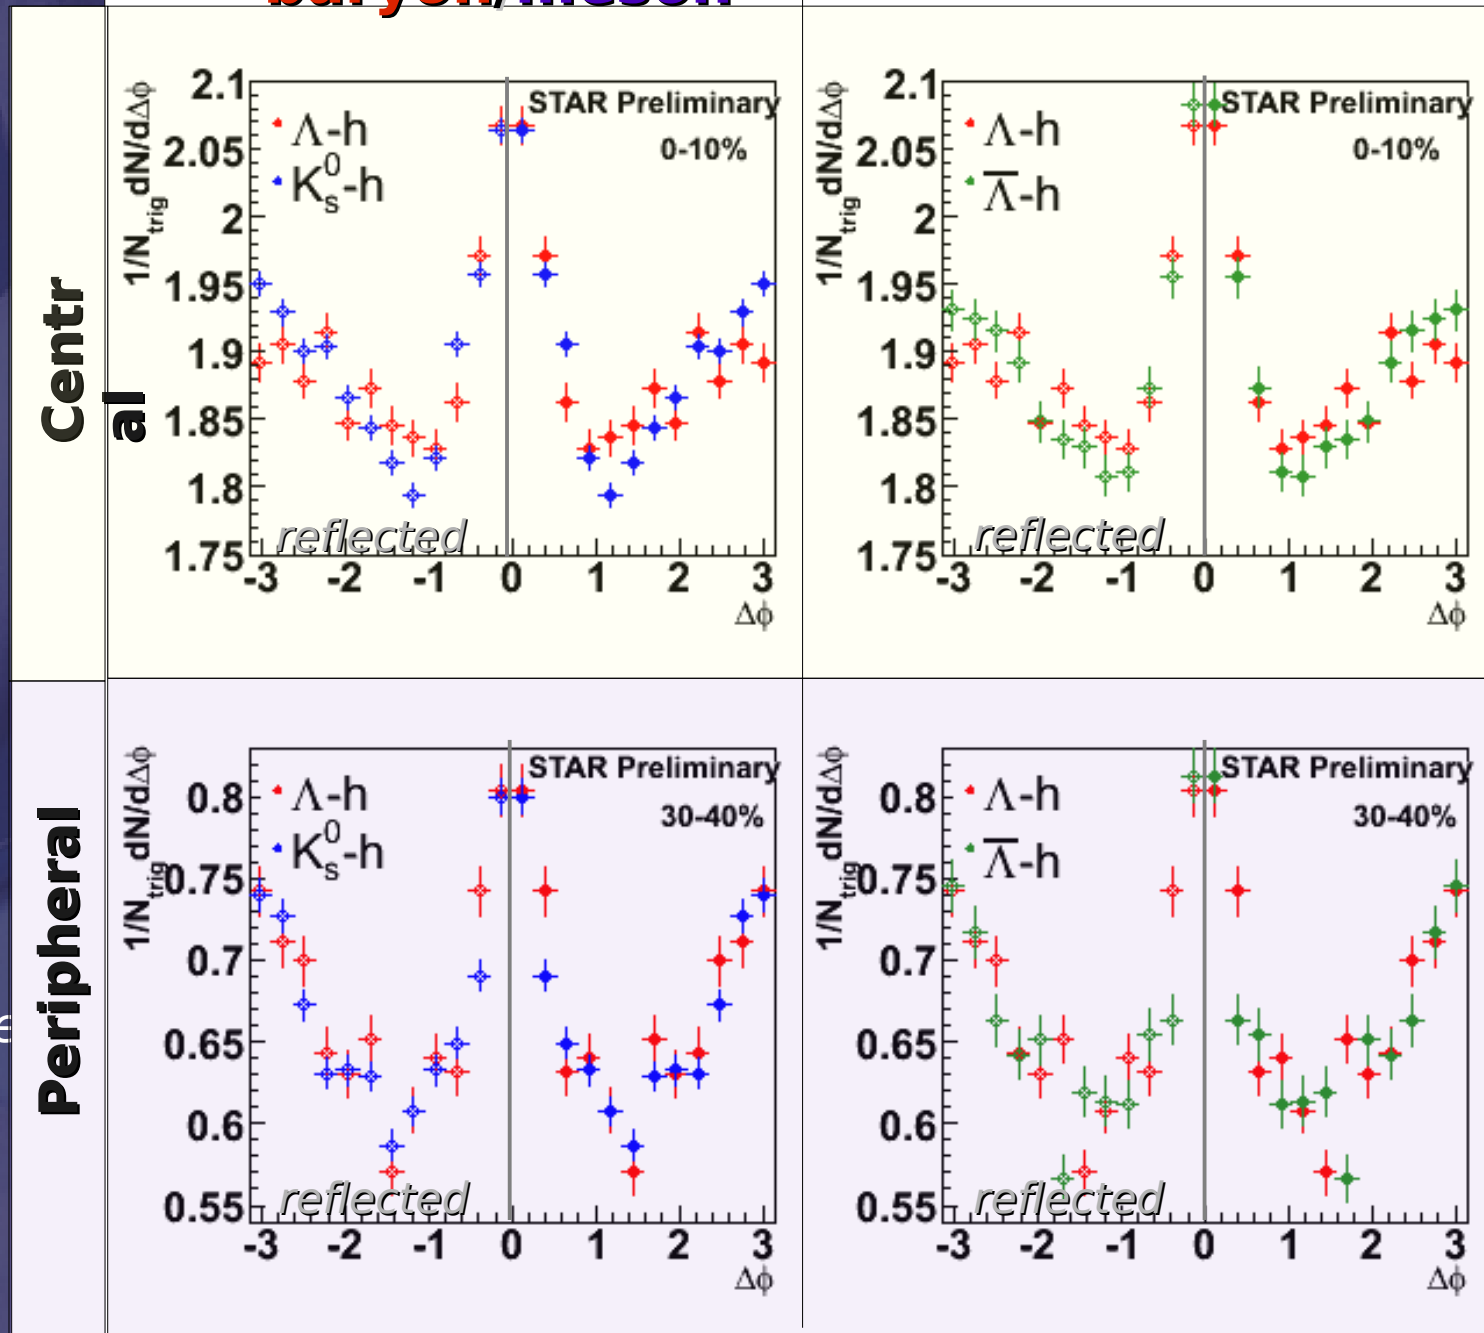 baryon/meson
Central
2.1
2.05
2
1.95
1.9
1.85
1.8
1.75
1/N_trig dN/dΔϕ
Λ-h
K⁰_s-h
STAR Preliminary
0-10%
reflected
-3 -2 -1 0 1 2 3
Δϕ
2.1
2.05
2
1.95
1.9
1.85
1.8
1.75
1/N_trig dN/dΔϕ
Λ-h
Λ̅-h
STAR Preliminary
0-10%
reflected
-3 -2 -1 0 1 2 3
Δϕ
Peripheral
0.8
0.75
0.7
0.65
0.6
0.55
1/N_trig dN/dΔϕ
Λ-h
K⁰_s-h
STAR Preliminary
30-40%
reflected
-3 -2 -1 0 1 2 3
Δϕ
0.8
0.75
0.7
0.65
0.6
0.55
1/N_trig dN/dΔϕ
Λ-h
Λ̅-h
STAR Preliminary
30-40%
reflected
-3 -2 -1 0 1 2 3
Δϕ